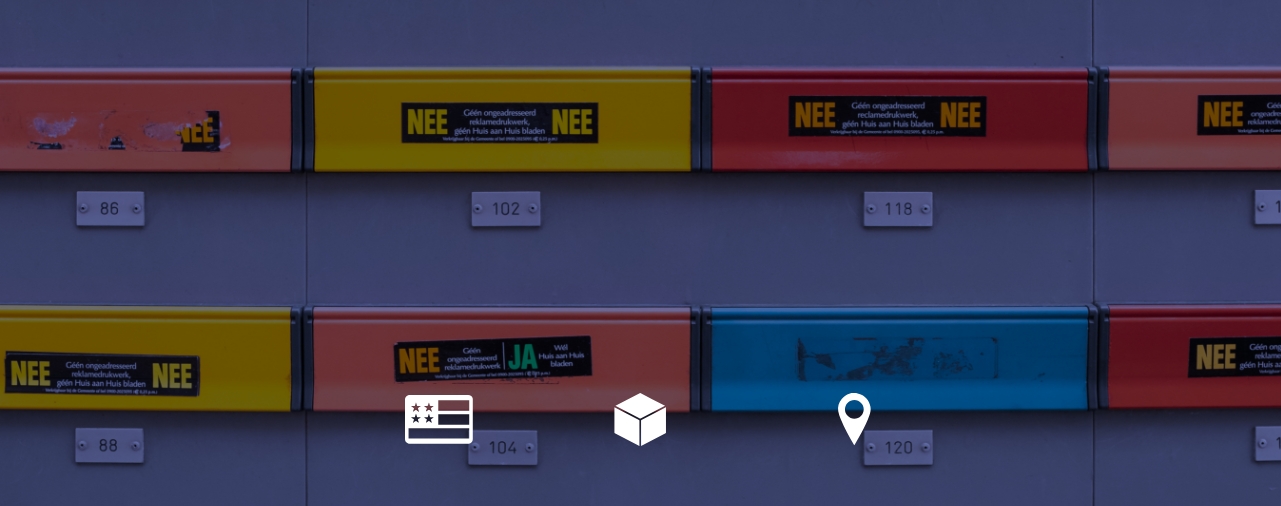 NEE
NEE Géén ongeadresseerd reklamedrukwerk, géén Huis aan Huis bladen NEE
NEE Géén ongeadresseerd reclamedrukwerk, géén Huis aan Huis bladen NEE
NEE
86
102
118
NEE Géén ongeadresseerd reklamedrukwerk, géén Huis aan Huis bladen NEE
NEE Géén ongeadresseerd reklamedrukwerk JA Wél Huis aan Huis bladen
NEE
88
104
120